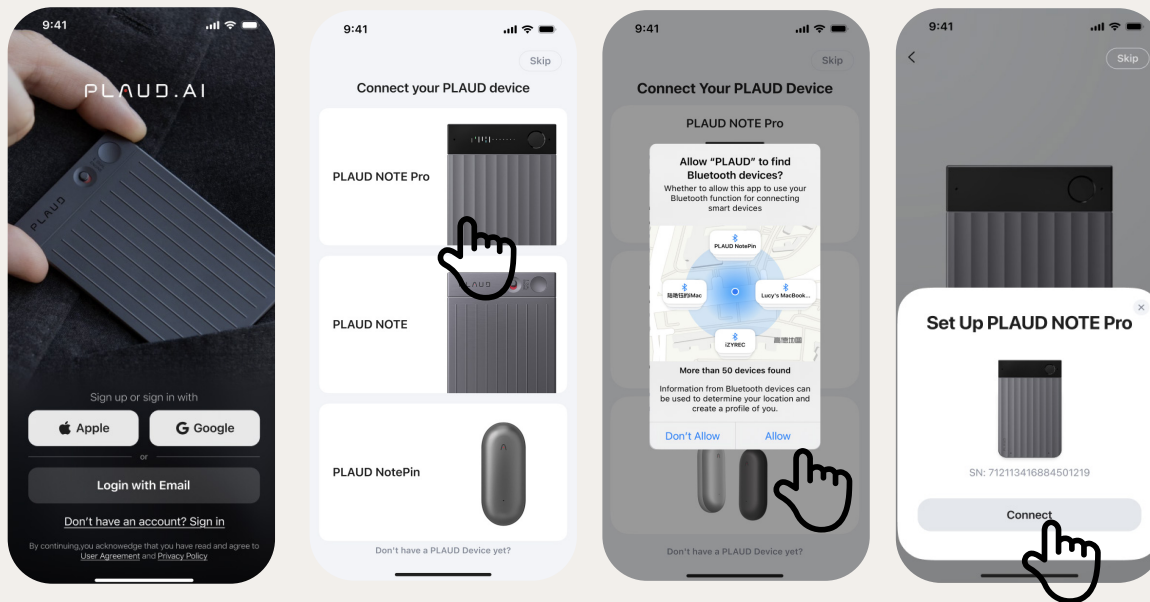 9:41
PLAUD.AI
PLAUD
Sign up or sign in with
Apple
Google
or
Login with Email
Don't have an account? Sign in
By continuing,you acknowedge that you have read and agree to
User Agreement and Privacy Policy
9:41
Skip
Connect your PLAUD device
PLAUD NOTE Pro
PLAUD NOTE
PLAUD NotePin
Don't have a PLAUD Device yet?
9:41
Skip
Connect Your PLAUD Device
PLAUD NOTE Pro
Allow “PLAUD” to find
Bluetooth devices?
Whether to allow this app to use your
Bluetooth function for connecting
smart devices
PLAUD NotePin
Lucy's MacBook...
iZYREC
More than 50 devices found
Information from Bluetooth devices can
be used to determine your location and
create a profile of you.
Don't Allow
Allow
Don't have a PLAUD Device yet?
9:41
Skip
Set Up PLAUD NOTE Pro
SN: 712113416884501219
Connect